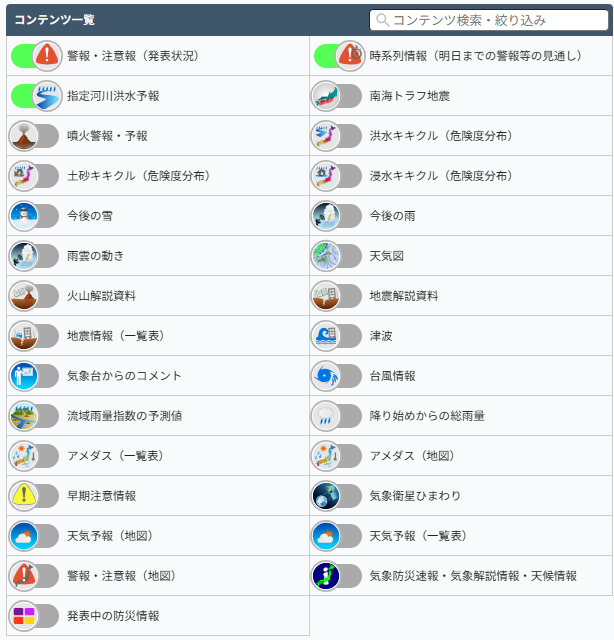 コンテンツ一覧
コンテンツ検索・絞り込み
警報・注意報（発表状況）
時系列情報（明日までの警報等の見通し）
指定河川洪水予報
南海トラフ地震
噴火警報・予報
洪水キキクル（危険度分布）
土砂キキクル（危険度分布）
浸水キキクル（危険度分布）
今後の雪
今後の雨
雨雲の動き
天気図
火山解説資料
地震解説資料
地震情報（一覧表）
津波
気象台からのコメント
台風情報
流域雨量指数の予測値
降り始めからの総雨量
アメダス（一覧表）
アメダス（地図）
早期注意情報
気象衛星ひまわり
天気予報（地図）
天気予報（一覧表）
警報・注意報（地図）
気象防災速報・気象解説情報・天候情報
発表中の防災情報